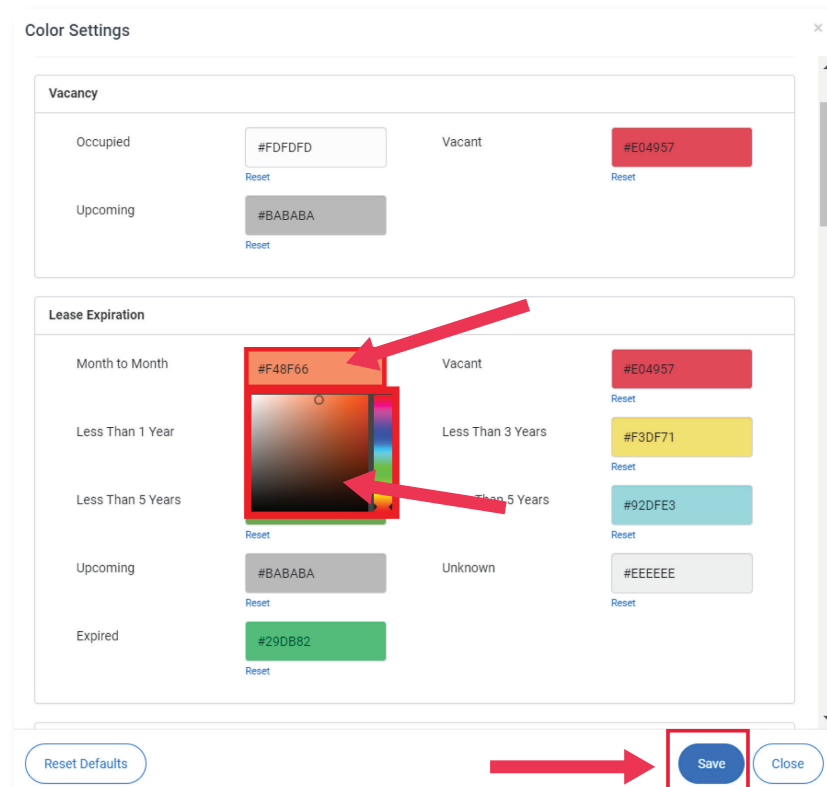 Color Settings ×
Vacancy
Occupied #FDFDFD Vacant #E04957
Reset Reset
Upcoming #BABABA
Reset
Lease Expiration
Month to Month #F48F66 Vacant #E04957
Reset
Less Than 1 Year Less Than 3 Years #F3DF71
Reset
Less Than 5 Years Than 5 Years #92DFE3
Reset Reset
Upcoming #BABABA Unknown #EEEEEE
Reset Reset
Expired #29DB82
Reset
Reset Defaults Save Close